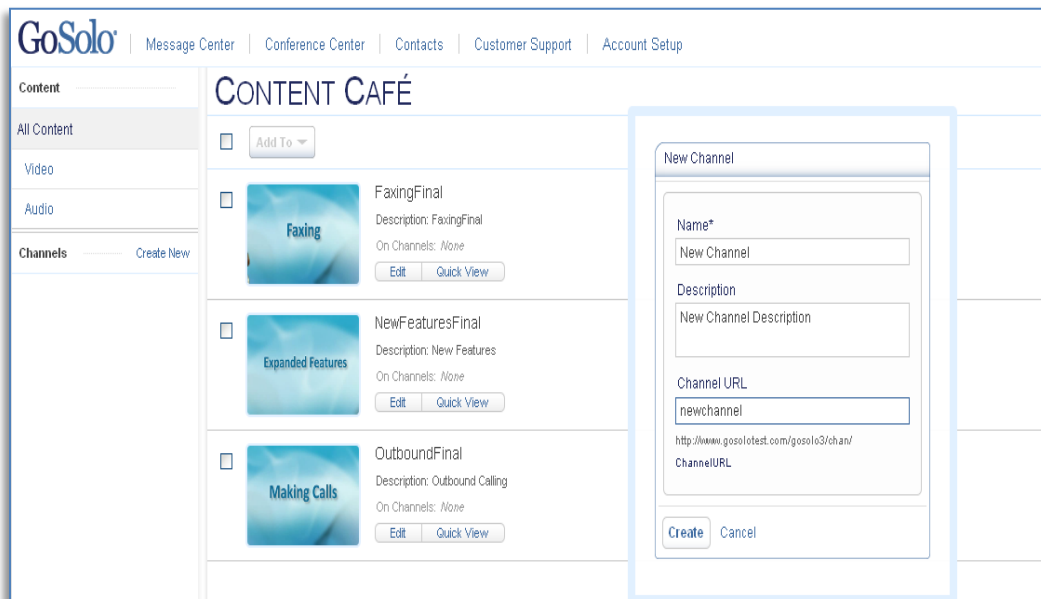 GoSolo
Message Center | Conference Center | Contacts | Customer Support | Account Setup
Content
All Content
Video
Audio
Channels Create New
CONTENT CAFÉ
Add To
Faxing
FaxingFinal
Description: FaxingFinal
On Channels: None
Edit Quick View
Expanded Features
NewFeaturesFinal
Description: New Features
On Channels: None
Edit Quick View
Making Calls
OutboundFinal
Description: Outbound Calling
On Channels: None
Edit Quick View
New Channel
Name*
New Channel
Description
New Channel Description
Channel URL
newchannel
http://www.gosolotest.com/gosolo3/chan/
ChannelURL
Create Cancel